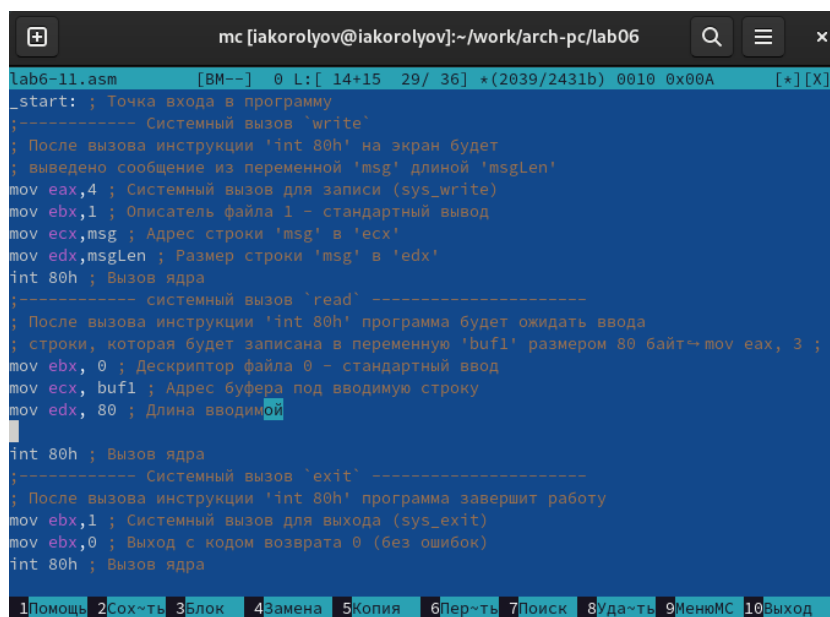 mc [iakorolyov@iakorolyov]:~/work/arch-pc/lab06
lab6-11.asm [BM--] 0 L:[ 14+15 29/ 36] *(2039/2431b) 0010 0x00A [*][X]
_start: ; Точка входа в программу
;------------ Системный вызов `write`
; После вызова инструкции 'int 80h' на экран будет
; выведено сообщение из переменной 'msg' длиной 'msgLen'
mov eax,4 ; Системный вызов для записи (sys_write)
mov ebx,1 ; Описатель файла 1 - стандартный вывод
mov ecx,msg ; Адрес строки 'msg' в 'ecx'
mov edx,msgLen ; Размер строки 'msg' в 'edx'
int 80h ; Вызов ядра
;------------ системный вызов `read` ----------------------
; После вызова инструкции 'int 80h' программа будет ожидать ввода
; строки, которая будет записана в переменную 'buf1' размером 80 байт↪mov eax, 3 ;
mov ebx, 0 ; Дескриптор файла 0 - стандартный ввод
mov ecx, buf1 ; Адрес буфера под вводимую строку
mov edx, 80 ; Длина вводимой
int 80h ; Вызов ядра
;------------ Системный вызов `exit` ----------------------
; После вызова инструкции 'int 80h' программа завершит работу
mov ebx,1 ; Системный вызов для выхода (sys_exit)
mov ebx,0 ; Выход с кодом возврата 0 (без ошибок)
int 80h ; Вызов ядра
1Помощь 2Сох~ть 3Блок 4Замена 5Копия 6Пер~ть 7Поиск 8Уда~ть 9МенюMC 10Выход